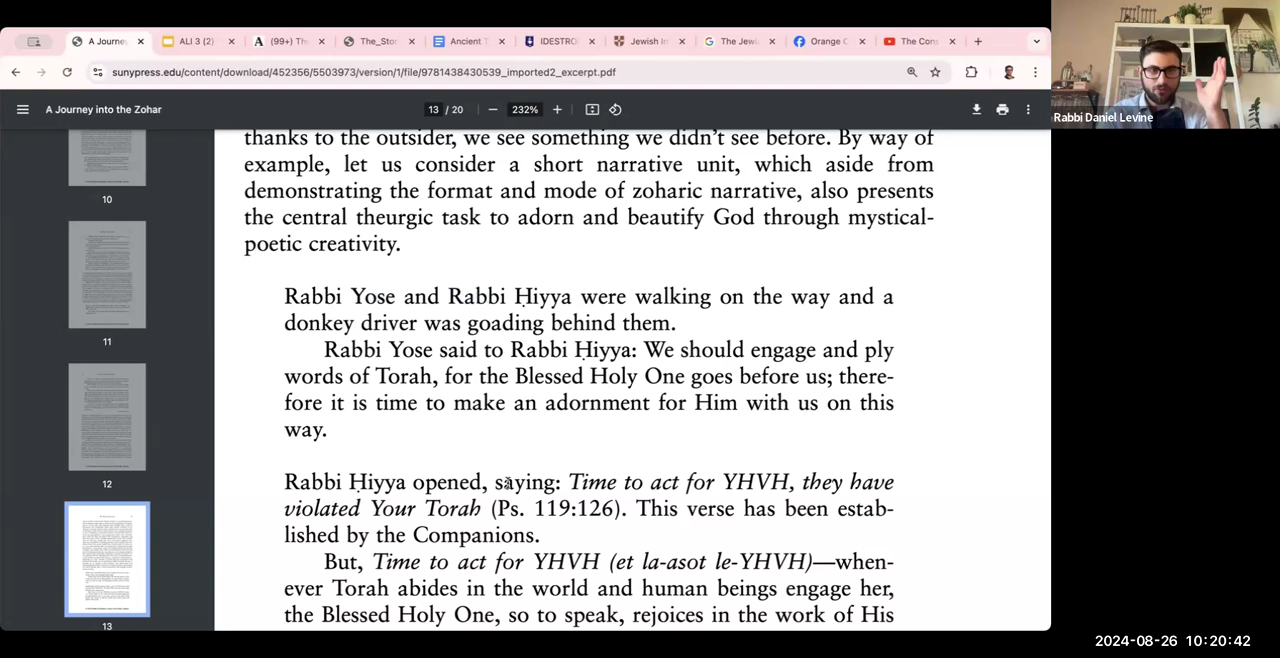 A Journe
ALI 3 (2)
(99+) Th
The_Stor
Ancient T
IDESTRO
Jewish Im
The Jewi
Orange C
The Cons
sunypress.edu/content/download/452356/5503973/version/1/file/9781438430539_imported2_excerpt.pdf
A Journey into the Zohar
13 / 20
232%
Rabbi Daniel Levine
10
11
12
13
thanks to the outsider, we see something we didn't see before. By way of
example, let us consider a short narrative unit, which aside from
demonstrating the format and mode of zoharic narrative, also presents
the central theurgic task to adorn and beautify God through mystical-
poetic creativity.
Rabbi Yose and Rabbi Ḥiyya were walking on the way and a
donkey driver was goading behind them.
Rabbi Yose said to Rabbi Ḥiyya: We should engage and ply
words of Torah, for the Blessed Holy One goes before us; there-
fore it is time to make an adornment for Him with us on this
way.
Rabbi Ḥiyya opened, saying: Time to act for YHVH, they have
violated Your Torah (Ps. 119:126). This verse has been estab-
lished by the Companions.
But, Time to act for YHVH (et la-asot le-YHVH)—when-
ever Torah abides in the world and human beings engage her,
the Blessed Holy One, so to speak, rejoices in the work of His
2024-08-26 10:20:42